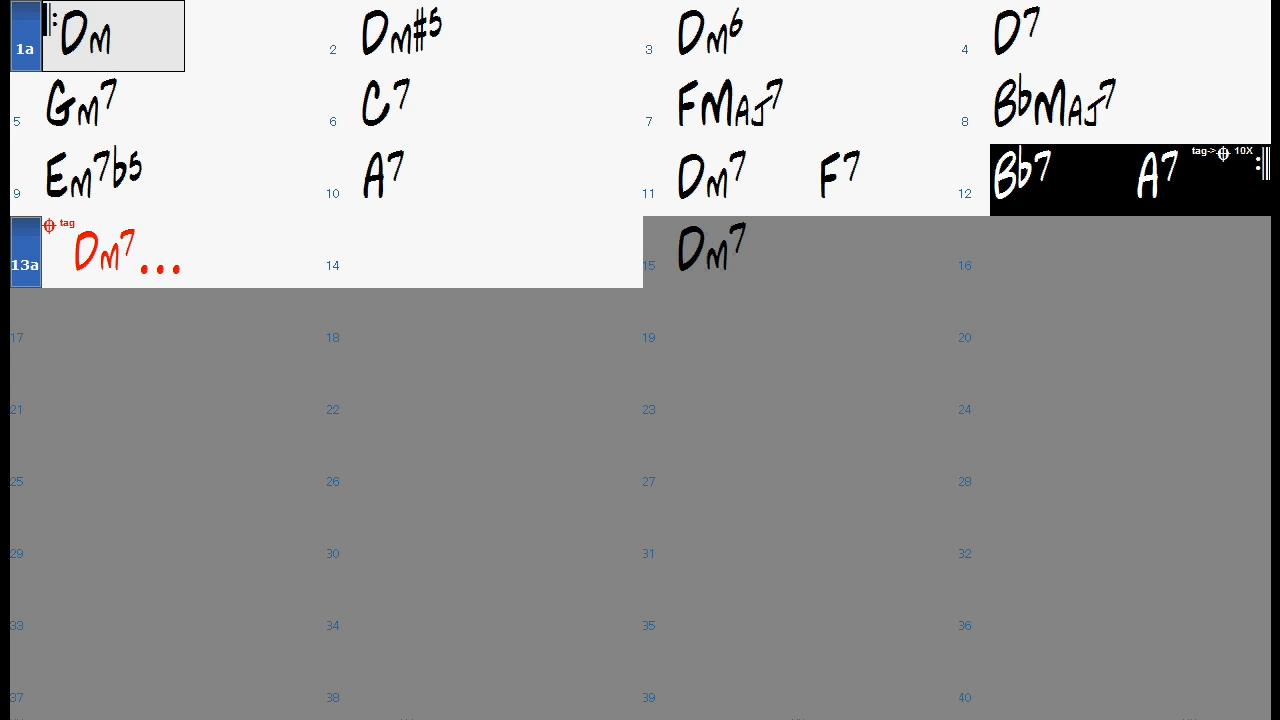 1a Dm 2 Dm#5 3 Dm6 4 D7
5 Gm7 6 C7 7 FMaj7 8 BbMaj7
9 Em7b5 10 A7 11 Dm7 F7 12 Bb7 A7 tag-> 10X
13a tag Dm7... 14 15 Dm7 16
17 18 19 20
21 22 23 24
25 26 27 28
29 30 31 32
33 34 35 36
37 38 39 40